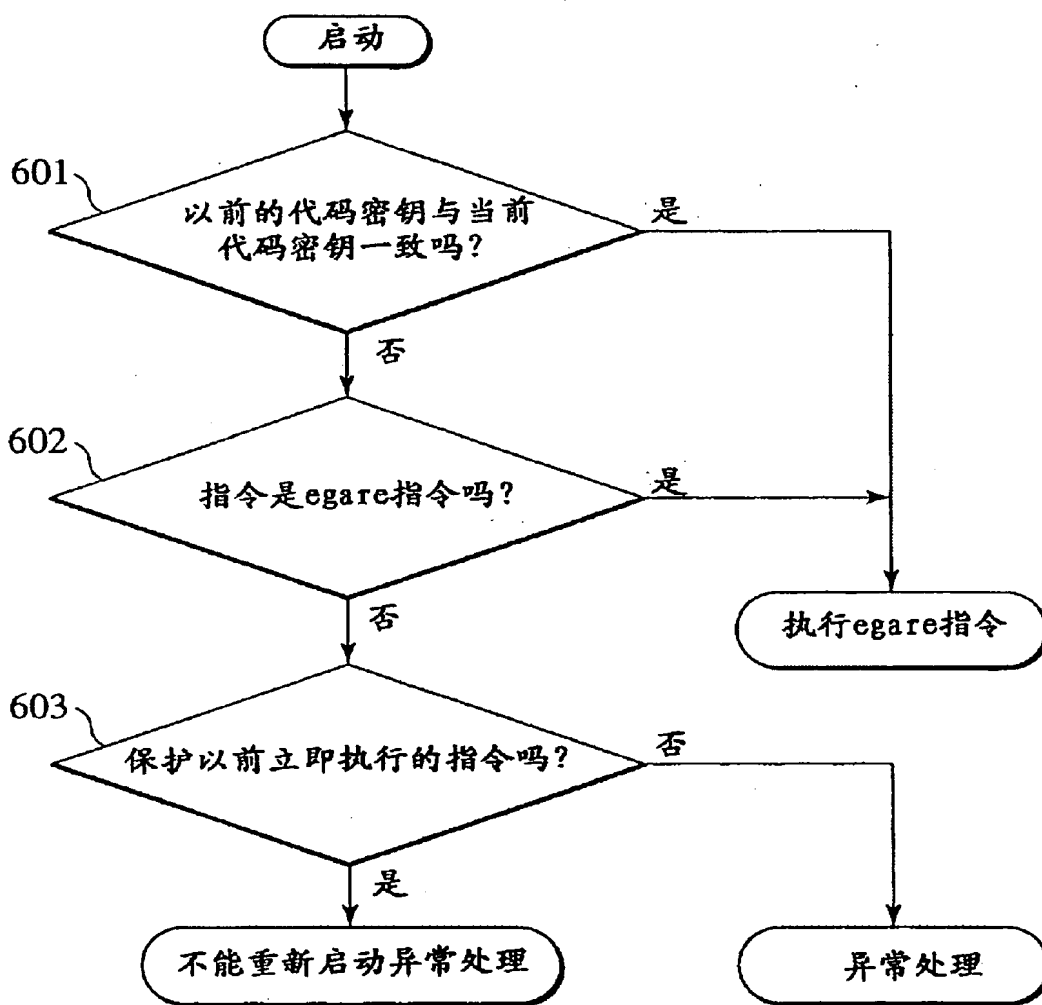 启动
601
以前的代码密钥与当前
代码密钥一致吗?
是
否
602
指令是egare指令吗?
是
否
执行egare指令
603
保护以前立即执行的指令吗?
否
是
不能重新启动异常处理
异常处理